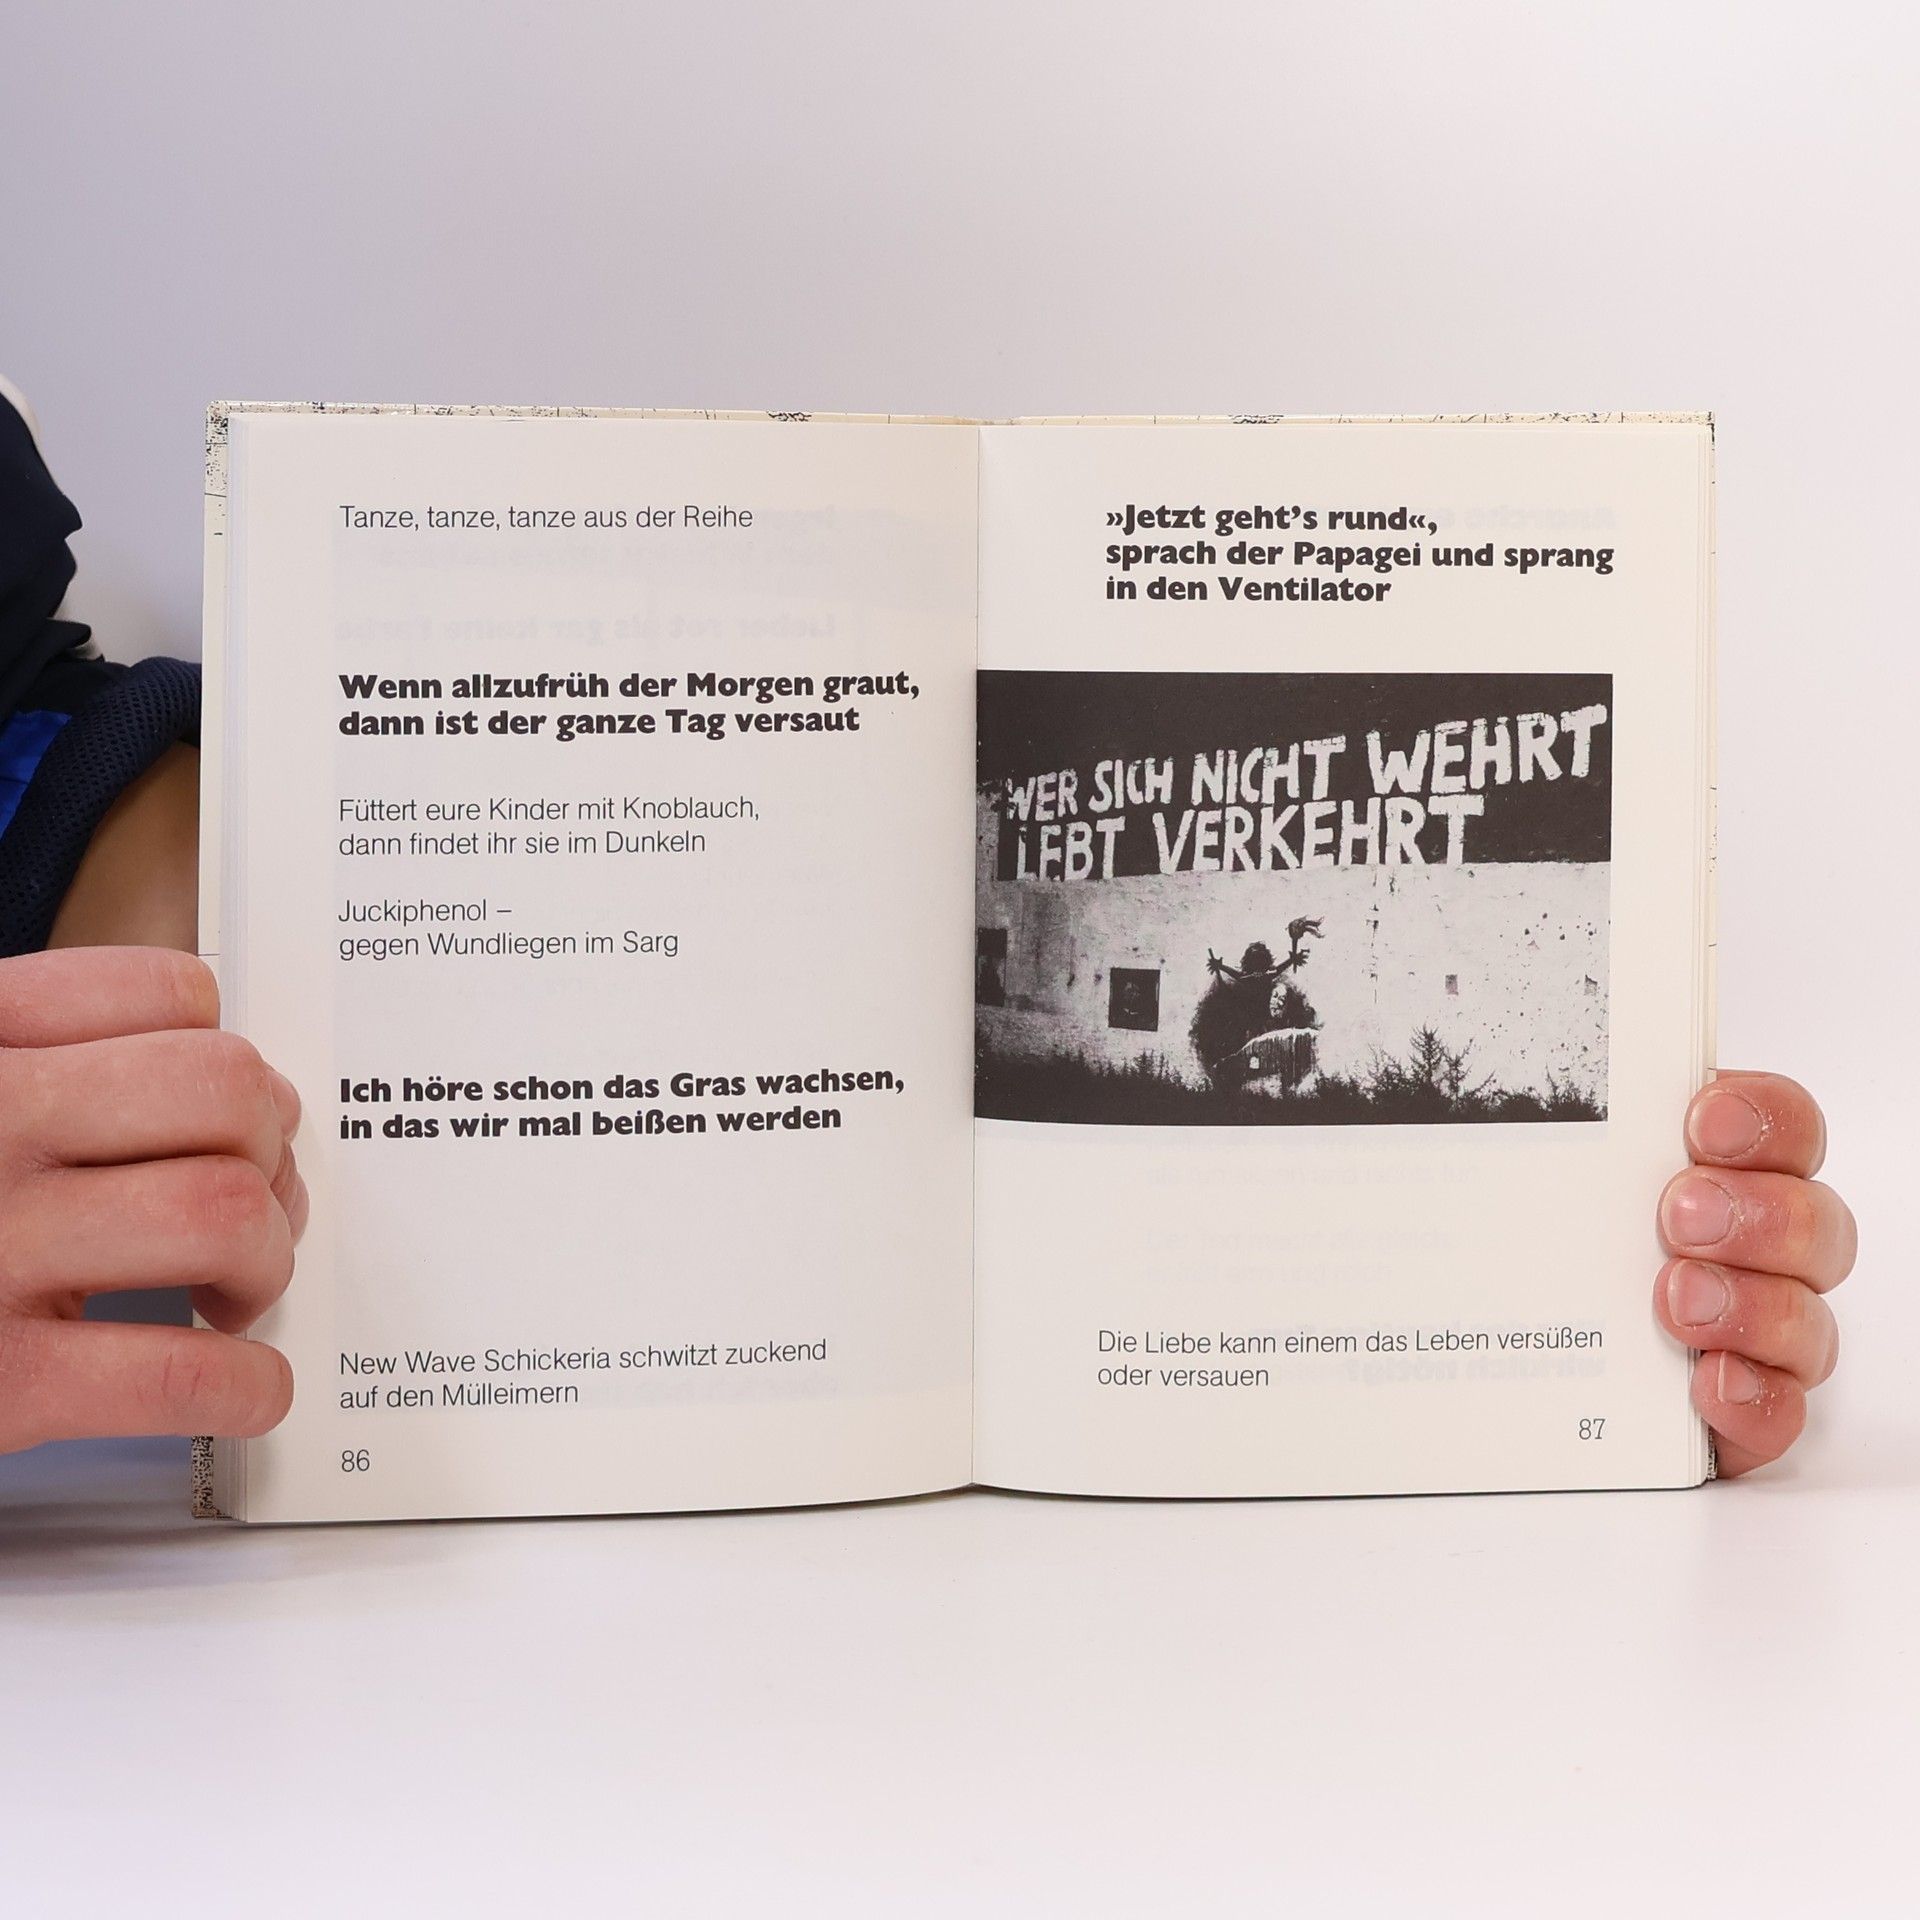 Tanze, tanze, tanze aus der Reihe
Wenn allzufrüh der Morgen graut,
dann ist der ganze Tag versaut
Füttert eure Kinder mit Knoblauch,
dann findet ihr sie im Dunkeln
Juckiphenol –
gegen Wundliegen im Sarg
Ich höre schon das Gras wachsen,
in das wir mal beißen werden
New Wave Schickeria schwitzt zuckend
auf den Mülleimern
86
»Jetzt geht's rund«,
sprach der Papagei und sprang
in den Ventilator
WER SICH NICHT WEHRT
LEBT VERKEHRT
Die Liebe kann einem das Leben versüßen
oder versauen
87